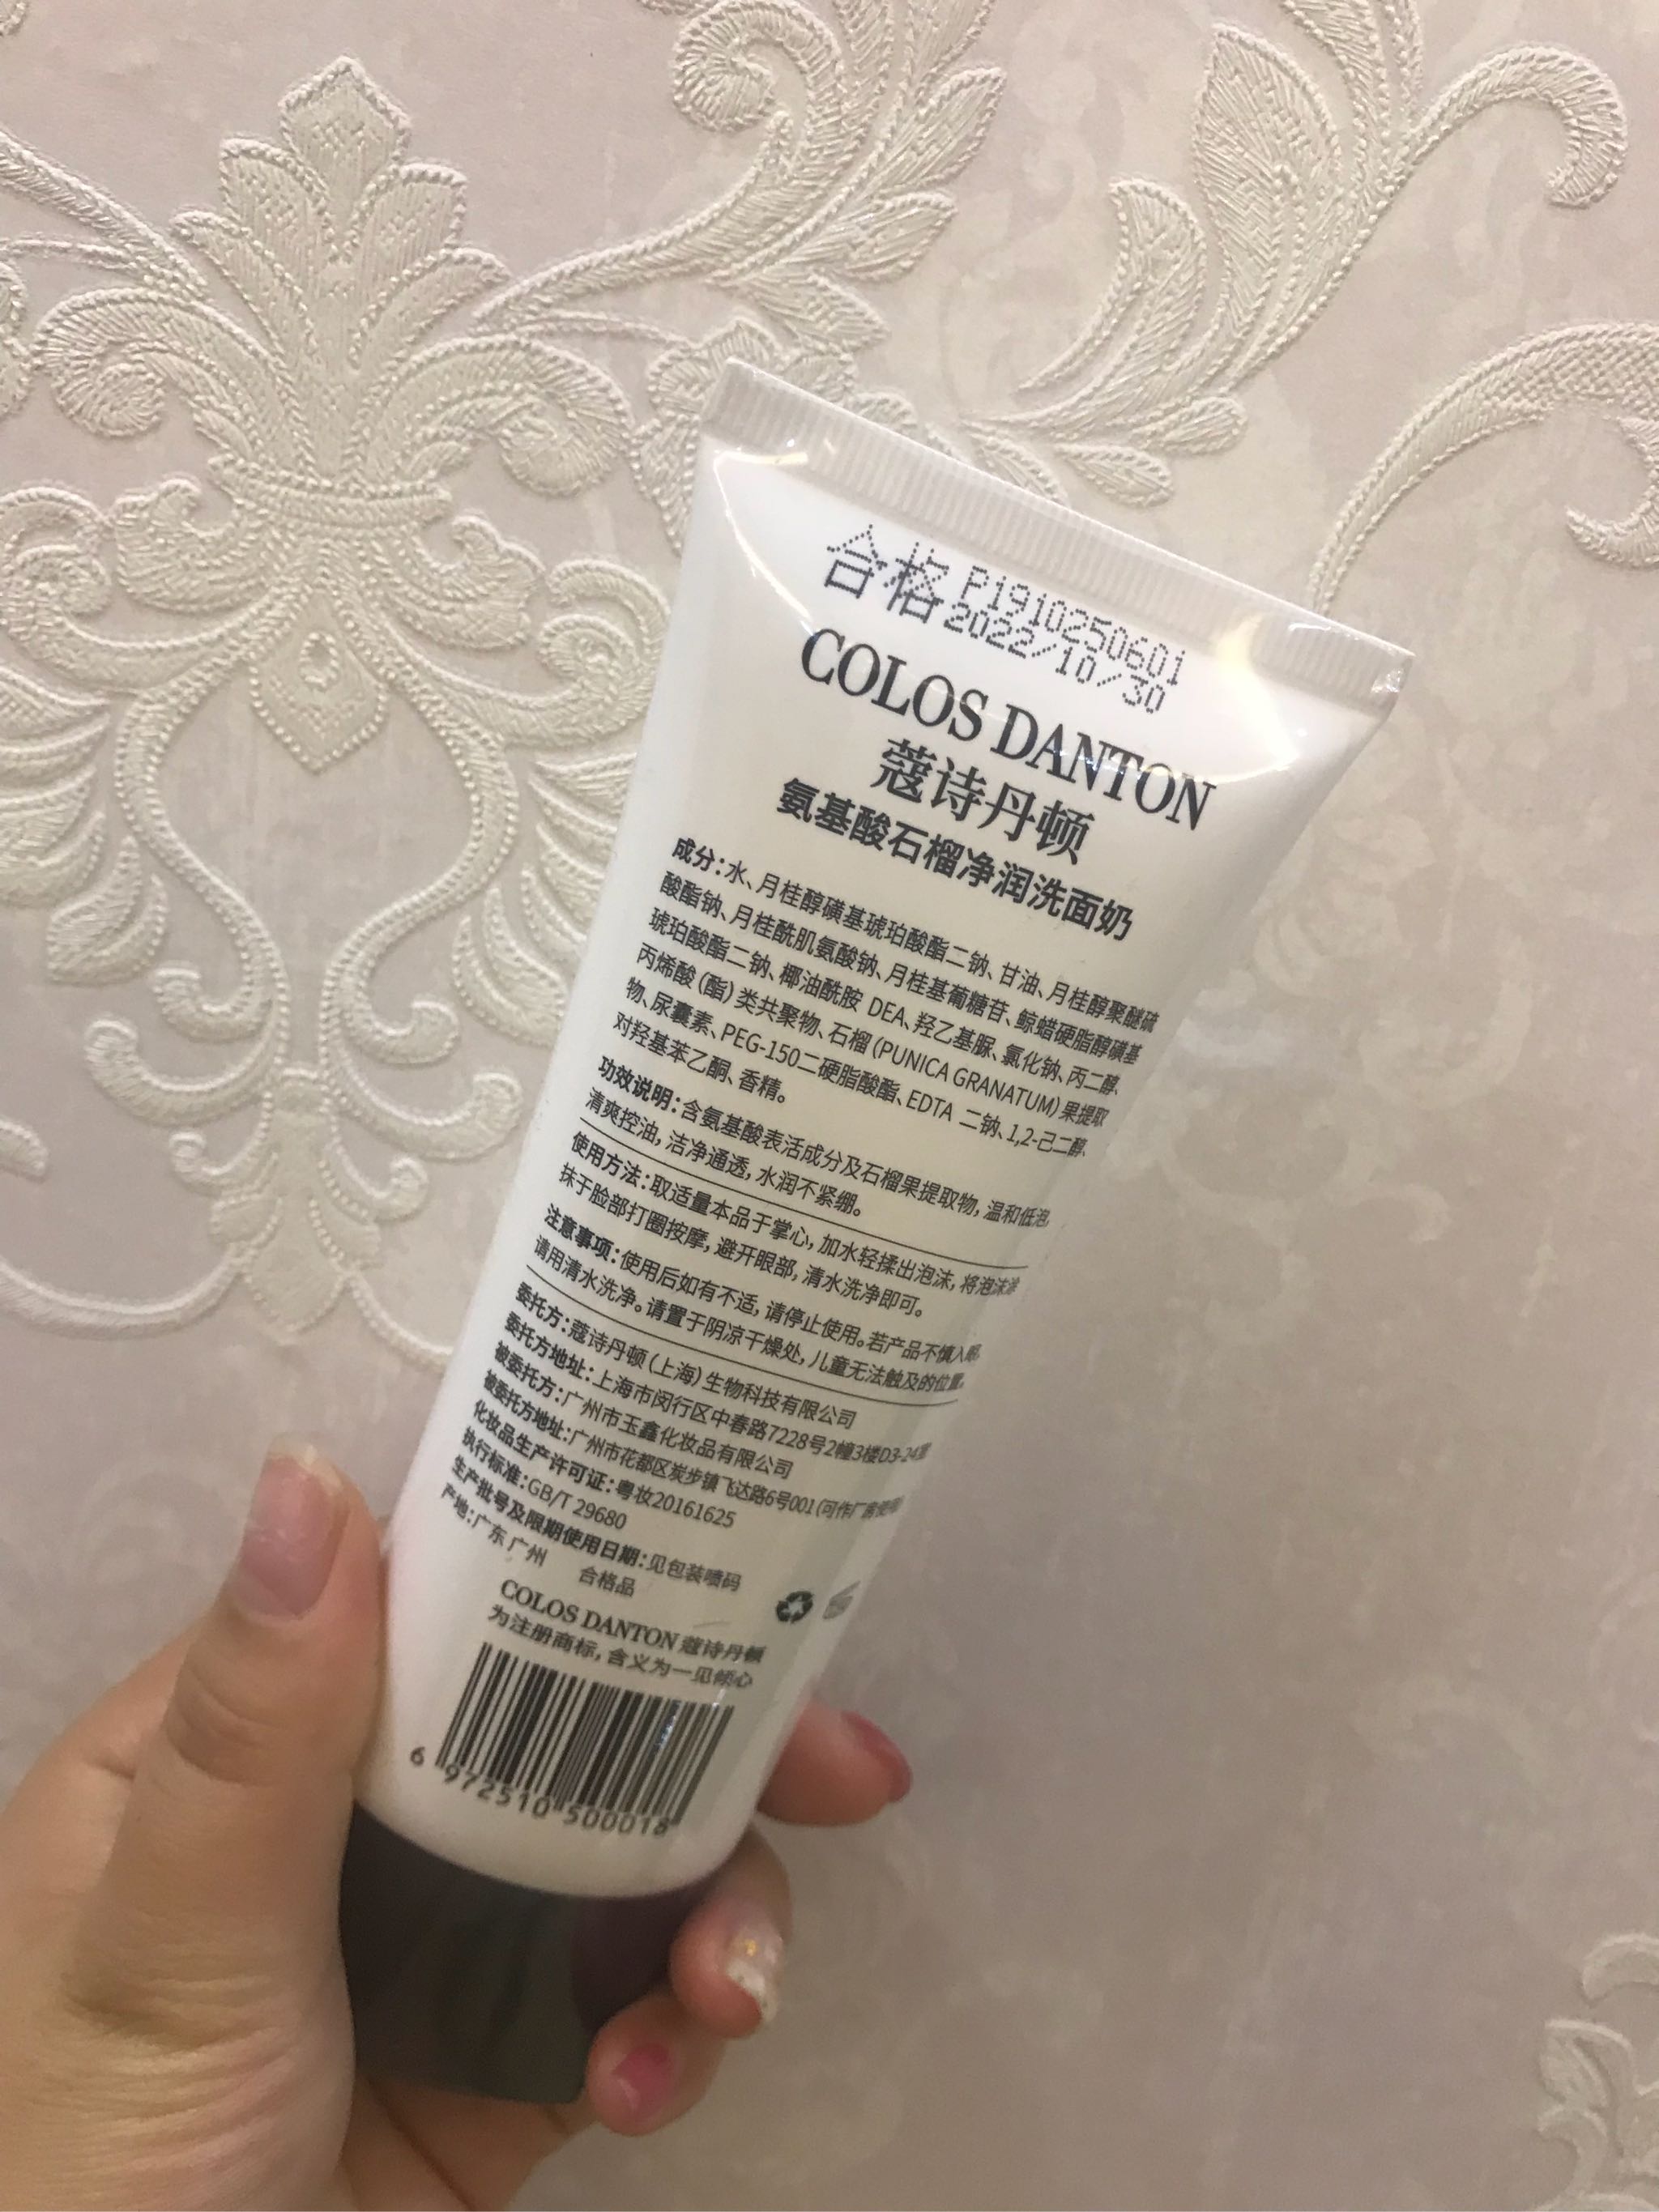 合格 P1910250601
2022/10/30
COLOS DANTON
蔻诗丹顿
氨基酸石榴净润洗面奶
成分：水、月桂醇磺基琥珀酸酯二钠、甘油、月桂醇聚醚硫
酸酯钠、月桂酰肌氨酸钠、月桂基葡糖苷、鲸蜡硬脂醇磺基
琥珀酸酯二钠、椰油酰胺 DEA、羟乙基脲、氯化钠、丙二醇、
丙烯酸（酯）类共聚物、石榴（PUNICA GRANATUM）果提取
物、尿囊素、PEG-150二硬脂酸酯、EDTA 二钠、1,2-己二醇、
对羟基苯乙酮、香精。
功效说明：含氨基酸表活成分及石榴果提取物，温和低泡，
清爽控油，洁净通透，水润不紧绷。
使用方法：取适量本品于掌心，加水轻揉出泡沫，将泡沫涂
抹于脸部打圈按摩，避开眼部，清水洗净即可。
注意事项：使用后如有不适，请停止使用。若产品不慎入眼，
请用清水洗净。请置于阴凉干燥处，儿童无法触及的位置。
委托方：蔻诗丹顿（上海）生物科技有限公司
委托方地址：上海市闵行区中春路7228号2幢3楼D3-24室
被委托方：广州市玉鑫化妆品有限公司
被委托方地址：广州市花都区炭步镇飞达路6号001（可作厂房使用）
化妆品生产许可证：粤妆20161625
执行标准：GB/T 29680
生产批号及限期使用日期：见包装喷码
产地：广东 广州
合格品
COLOS DANTON 蔻诗丹顿
为注册商标，含义为一见倾心
6 972510 500018